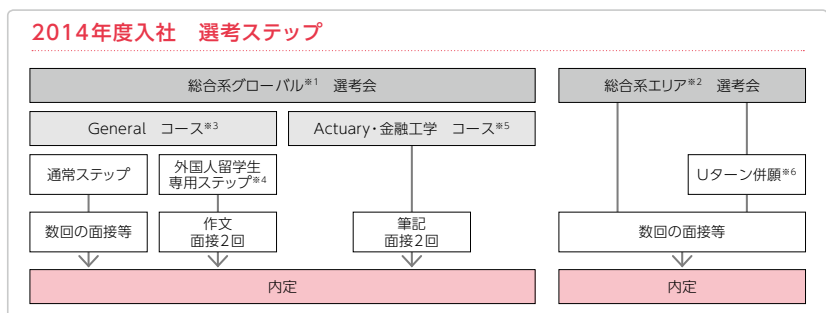 2014年度入社　選考ステップ
総合系グローバル※1　選考会
総合系エリア※2　選考会
General　コース※3
Actuary・金融工学　コース※5
通常ステップ
外国人留学生
専用ステップ※4
Uターン併願※6
数回の面接等
作文
面接2回
筆記
面接2回
数回の面接等
内定
内定